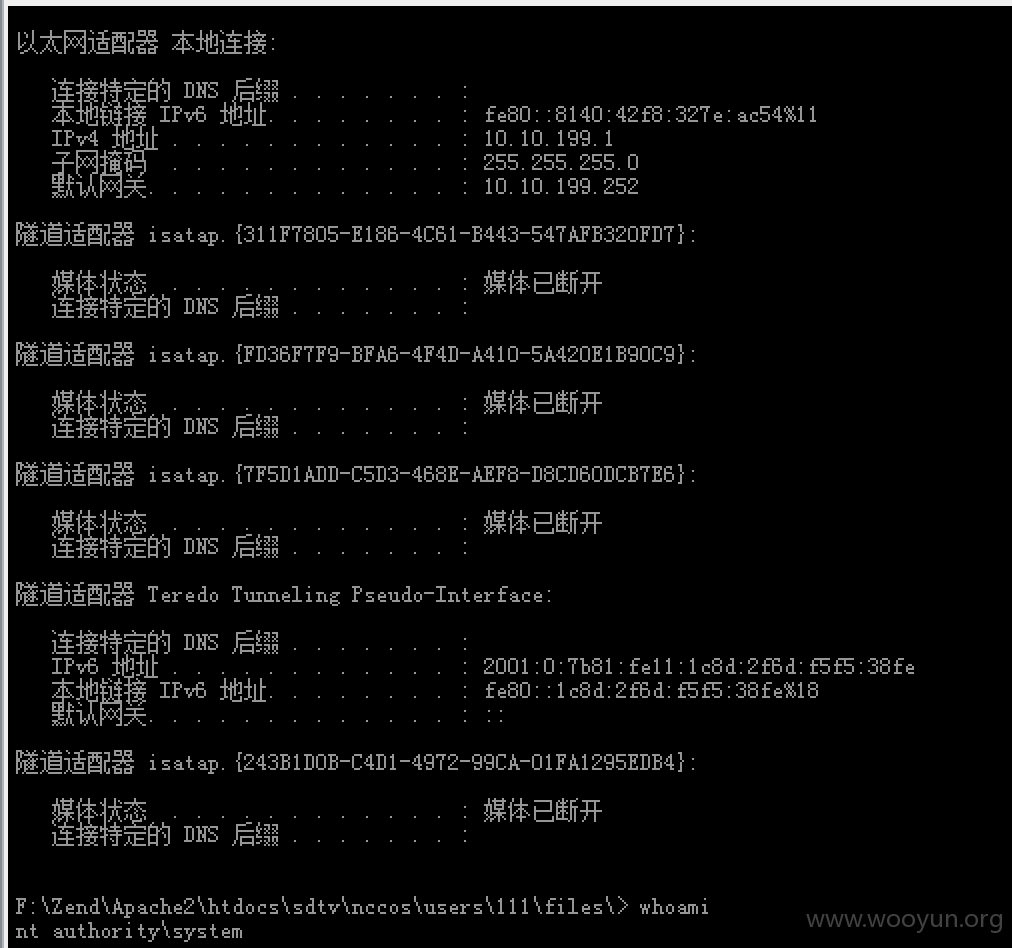 以太网适配器 本地连接:
连接特定的 DNS 后缀 . . . . . . . :
本地链接 IPv6 地址. . . . . . . . : fe80::8140:42f8:327e:ac54%11
IPv4 地址 . . . . . . . . . . . . : 10.10.199.1
子网掩码 . . . . . . . . . . . . : 255.255.255.0
默认网关. . . . . . . . . . . . . : 10.10.199.252
隧道适配器 isatap.{311F7805-E186-4C61-B443-547AFB320FD7}:
媒体状态 . . . . . . . . . . . . : 媒体已断开
连接特定的 DNS 后缀 . . . . . . . :
隧道适配器 isatap.{FD36F7F9-BFA6-4F4D-A410-5A420E1B90C9}:
媒体状态 . . . . . . . . . . . . : 媒体已断开
连接特定的 DNS 后缀 . . . . . . . :
隧道适配器 isatap.{7F5D1ADD-C5D3-468E-AEF8-D8CD60DCB7E6}:
媒体状态 . . . . . . . . . . . . : 媒体已断开
连接特定的 DNS 后缀 . . . . . . . :
隧道适配器 Teredo Tunneling Pseudo-Interface:
连接特定的 DNS 后缀 . . . . . . . :
IPv6 地址 . . . . . . . . . . . . : 2001:0:7b81:fe11:1c8d:2f6d:f5f5:38fe
本地链接 IPv6 地址. . . . . . . . : fe80::1c8d:2f6d:f5f5:38fe%18
默认网关. . . . . . . . . . . . . : ::
隧道适配器 isatap.{243B1D0B-C4D1-4972-99CA-01FA1295EDB4}:
媒体状态 . . . . . . . . . . . . : 媒体已断开
连接特定的 DNS 后缀 . . . . . . . :
F:\Zend\Apache2\htdocs\sdtv\nccos\users\111\files\> whoami
nt authority\system
www.wooyun.org